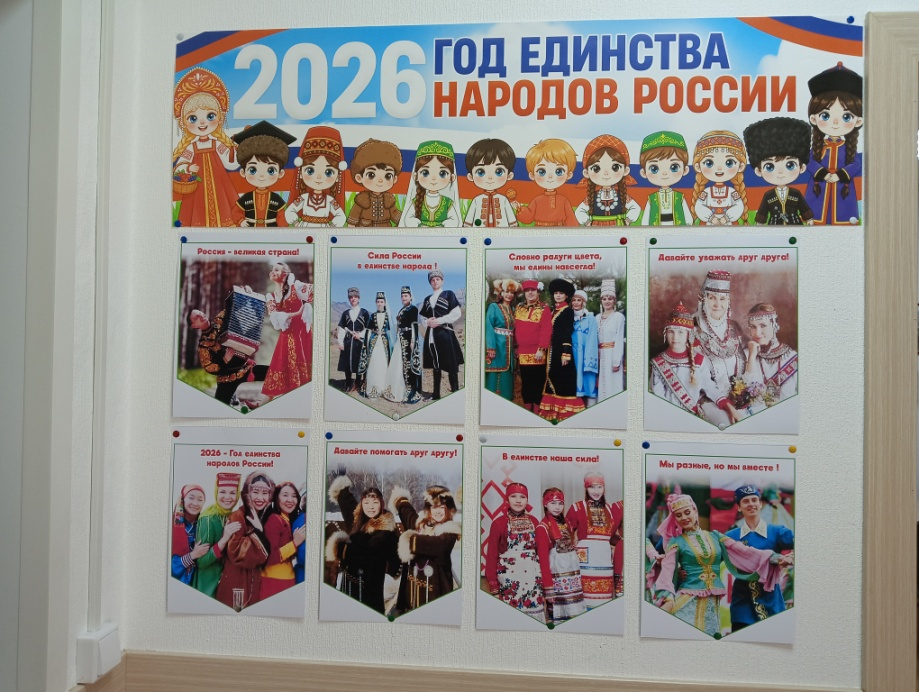 2026 ГОД ЕДИНСТВА
НАРОДОВ РОССИИ
Россия - великая страна!
Сила России
в единстве народа !
Словно радуги цвета,
мы едины навсегда!
Давайте уважать друг друга!
2026 - Год единства
народов России!
Давайте помогать друг другу!
В единстве наша сила!
Мы разные, но мы вместе !